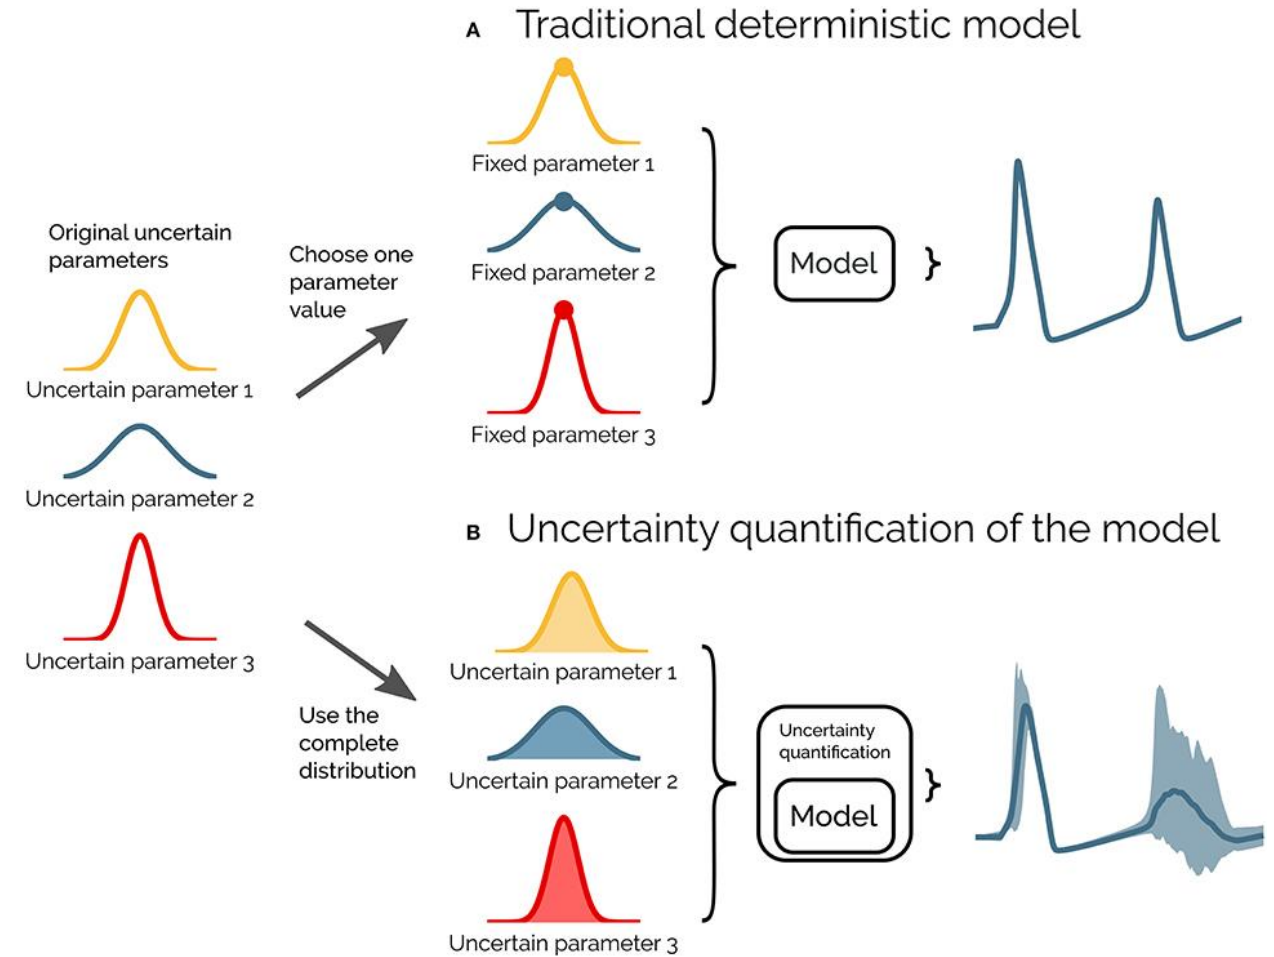 A Traditional deterministic model
Fixed parameter 1
Fixed parameter 2
Fixed parameter 3
Original uncertain
parameters
Uncertain parameter 1
Uncertain parameter 2
Uncertain parameter 3
Choose one
parameter
value
Model
B Uncertainty quantification of the model
Use the
complete
distribution
Uncertain parameter 1
Uncertain parameter 2
Uncertain parameter 3
Uncertainty
quantification
Model